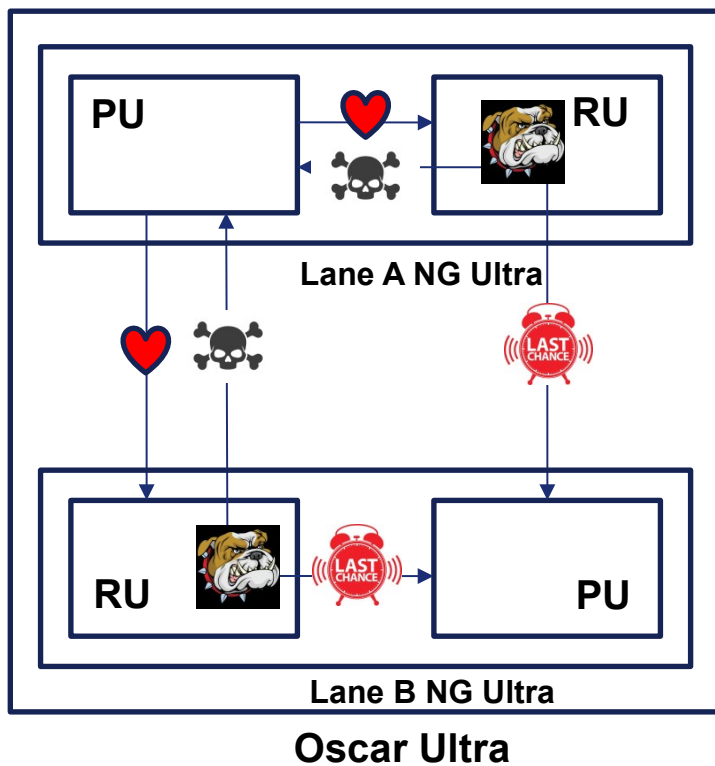 PU
RU
Lane A NG Ultra
LAST
CHANCE
RU
LAST
CHANCE
PU
Lane B NG Ultra
Oscar Ultra